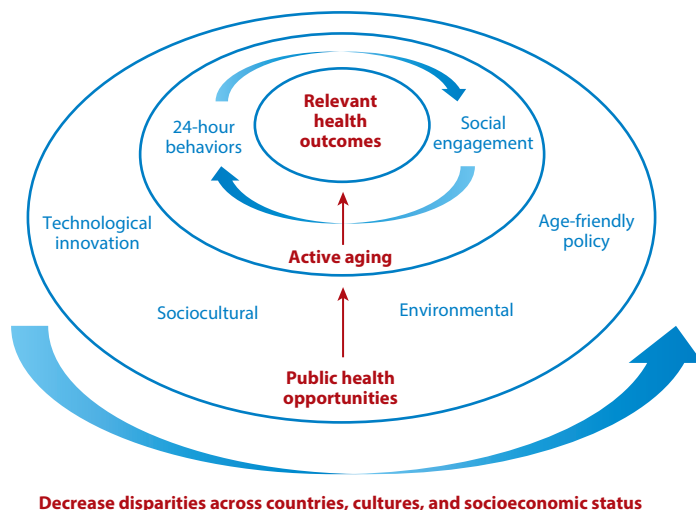 Relevant
health
outcomes
24-hour
behaviors
Social
engagement
Technological
innovation
Age-friendly
policy
Active aging
Sociocultural
Environmental
Public health
opportunities
Decrease disparities across countries, cultures, and socioeconomic status